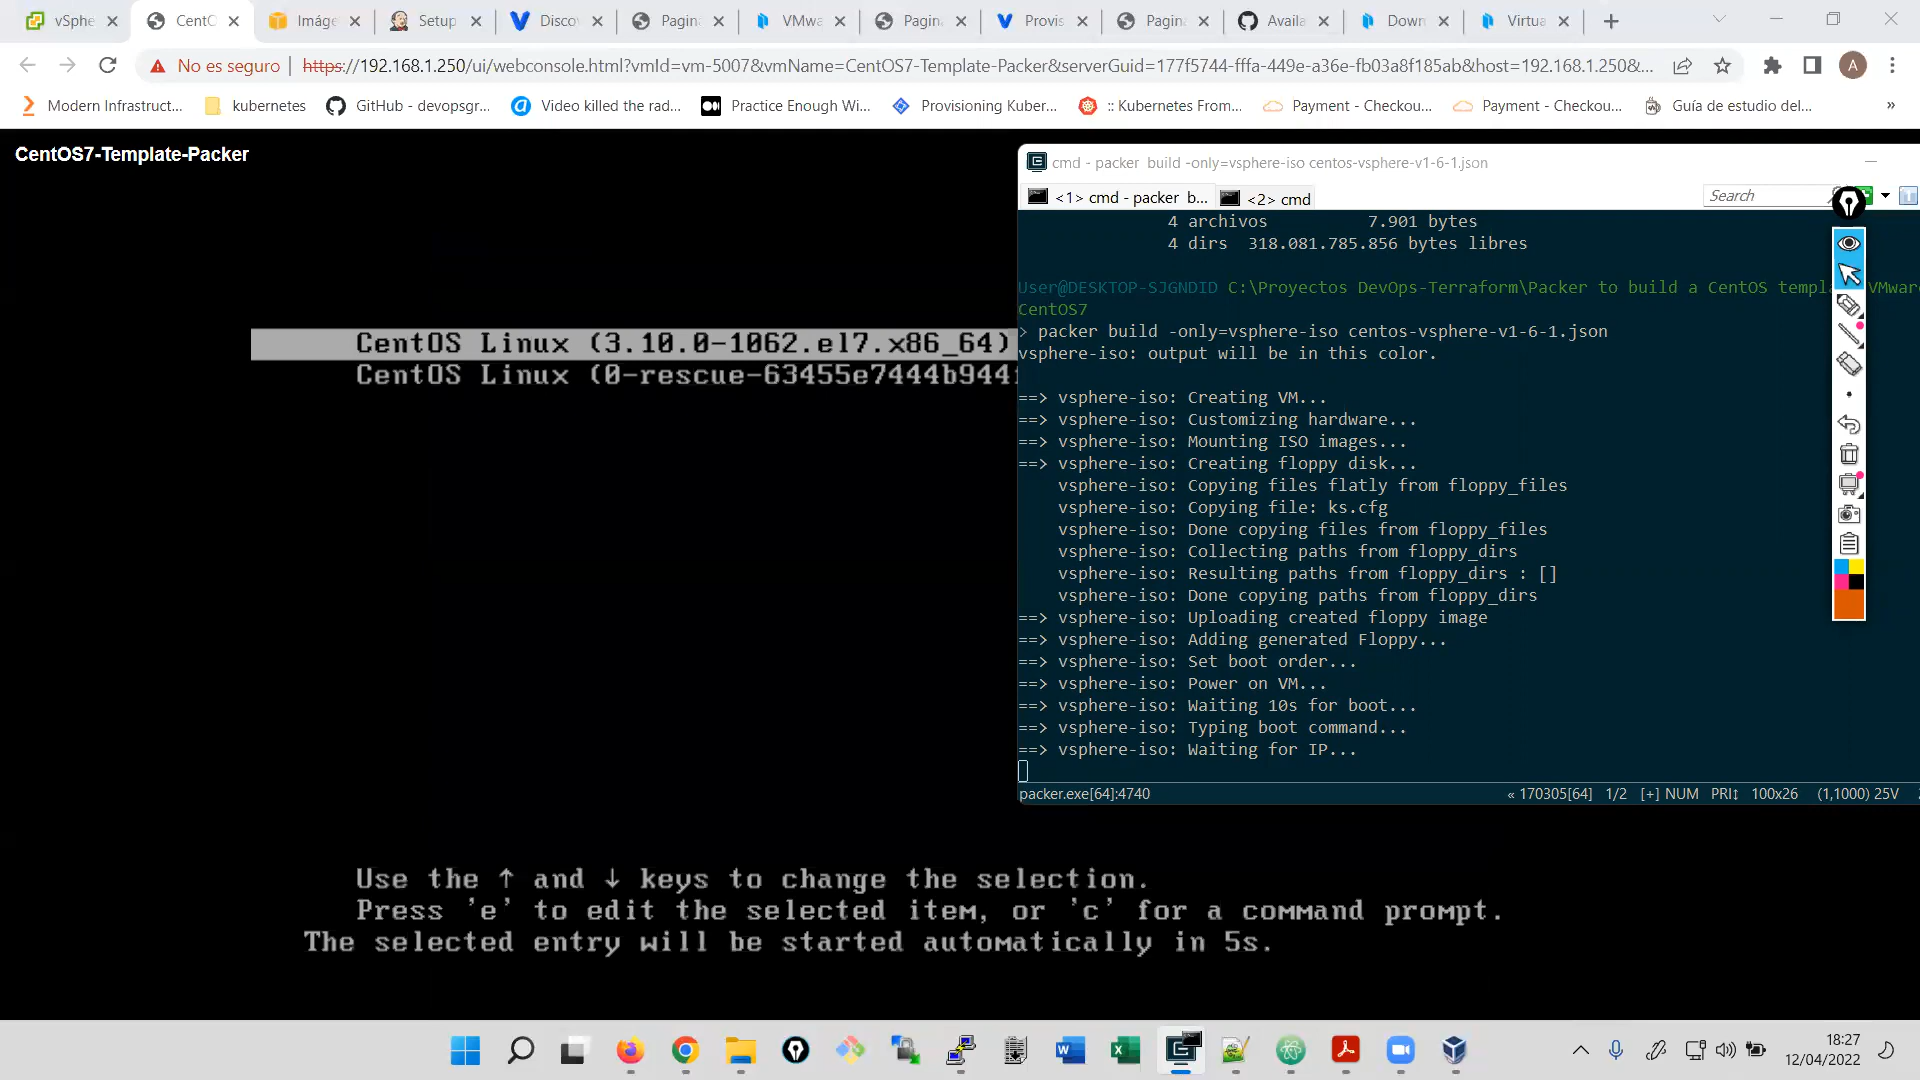 vSphe
CentO
Imáge
Setup
Disco
Pagina
VMwa
Pagin
Provis
Pagina
Availa
Down
Virtua
No es seguro
https://192.168.1.250/ui/webconsole.html?vmId=vm-5007&vmName=CentOS7-Template-Packer&serverGuid=177f5744-fffa-449e-a36e-fb03a8f185ab&host=192.168.1.250&...
A
Modern Infrastruct...
kubernetes
GitHub - devopsgr...
Video killed the rad...
Practice Enough Wi...
Provisioning Kuber...
:: Kubernetes From...
Payment - Checkou...
Payment - Checkou...
Guía de estudio del...
»
CentOS7-Template-Packer
cmd - packer build -only=vsphere-iso centos-vsphere-v1-6-1.json
<1> cmd - packer b...
<2> cmd
Search
4 archivos 7.901 bytes
4 dirs 318.081.785.856 bytes libres
User@DESKTOP-SJGNDID C:\Proyectos DevOps-Terraform\Packer to build a CentOS templ VMware
CentOS7
> packer build -only=vsphere-iso centos-vsphere-v1-6-1.json
vsphere-iso: output will be in this color.
==> vsphere-iso: Creating VM...
==> vsphere-iso: Customizing hardware...
==> vsphere-iso: Mounting ISO images...
==> vsphere-iso: Creating floppy disk...
vsphere-iso: Copying files flatly from floppy_files
vsphere-iso: Copying file: ks.cfg
vsphere-iso: Done copying files from floppy_files
vsphere-iso: Collecting paths from floppy_dirs
vsphere-iso: Resulting paths from floppy_dirs : []
vsphere-iso: Done copying paths from floppy_dirs
==> vsphere-iso: Uploading created floppy image
==> vsphere-iso: Adding generated Floppy...
==> vsphere-iso: Set boot order...
==> vsphere-iso: Power on VM...
==> vsphere-iso: Waiting 10s for boot...
==> vsphere-iso: Typing boot command...
==> vsphere-iso: Waiting for IP...
packer.exe[64]:4740
« 170305[64] 1/2 [+] NUM PRI↕ 100x26 (1,1000) 25V
CentOS Linux (3.10.0-1062.el7.x86_64)
CentOS Linux (0-rescue-63455e7444b944
Use the ↑ and ↓ keys to change the selection.
Press 'e' to edit the selected item, or 'c' for a command prompt.
The selected entry will be started automatically in 5s.
18:27
12/04/2022